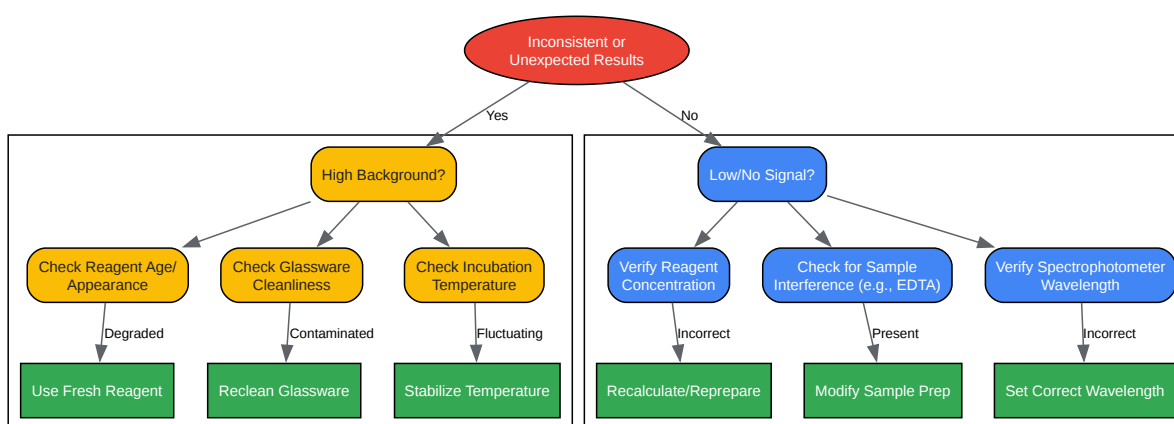 Inconsistent or
Unexpected Results
Yes
No
High Background?
Low/No Signal?
Check Reagent Age/
Appearance
Check Glassware
Cleanliness
Check Incubation
Temperature
Verify Reagent
Concentration
Check for Sample
Interference (e.g., EDTA)
Verify Spectrophotometer
Wavelength
Degraded
Contaminated
Fluctuating
Incorrect
Present
Incorrect
Use Fresh Reagent
Reclean Glassware
Stabilize Temperature
Recalculate/Reprepare
Modify Sample Prep
Set Correct Wavelength